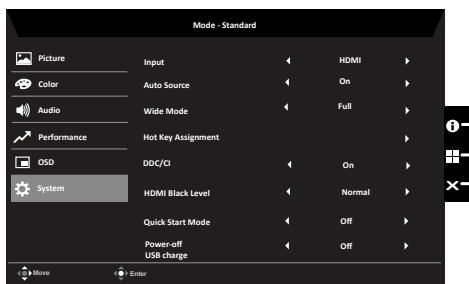 Mode - Standard
Picture
Color
Audio
Performance
OSD
System
Input HDMI
Auto Source On
Wide Mode Full
Hot Key Assignment
DDC/CI On
HDMI Black Level Normal
Quick Start Mode Off
Power-off Off
USB charge
Move Enter